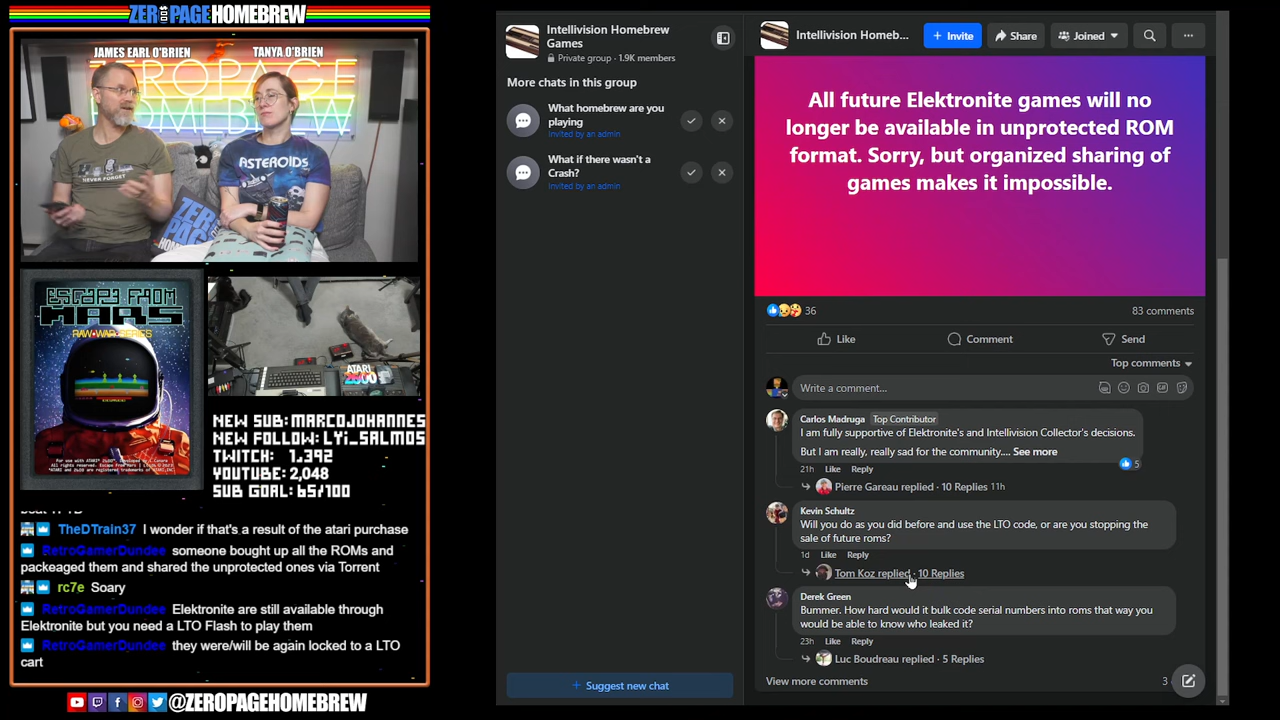 ZEROPAGEHOMEBREW
JAMES EARL O'BRIEN
TANYA O'BRIEN
ZEROPAGE
HOMEBREW
NEVER FORGET
ASTEROIDS
ZERO
PAGE
HOMEBREW
ESCAPE FROM
MARS
RAW WAR SERIES
ATARI
2600
NEW SUB: MARCOJOHANNES
NEW FOLLOW: LYi_SALMOS
TWITCH: 1,392
YOUTUBE: 2,048
SUB GOAL: 65/100
TheDTrain37 I wonder if that's a result of the atari purchase
RetroGamerDundee someone bought up all the ROMs and
packeaged them and shared the unprotected ones via Torrent
rc7e Soary
RetroGamerDundee Elektronite are still available through
Elektronite but you need a LTO Flash to play them
RetroGamerDundee they were/will be again locked to a LTO
cart
@ZEROPAGEHOMEBREW
Intellivision Homebrew
Games
Private group · 1.9K members
More chats in this group
What homebrew are you
playing
Invited by an admin
What if there wasn't a
Crash?
Invited by an admin
+ Suggest new chat
Intellivision Homeb...
+ Invite
Share
Joined
All future Elektronite games will no
longer be available in unprotected ROM
format. Sorry, but organized sharing of
games makes it impossible.
36
83 comments
Like
Comment
Send
Top comments
Write a comment...
Carlos Madruga Top Contributor
I am fully supportive of Elektronite's and Intellivision Collector's decisions.
But I am really, really sad for the community.... See more
5
21h Like Reply
Pierre Gareau replied · 10 Replies 11h
Kevin Schultz
Will you do as you did before and use the LTO code, or are you stopping the
sale of future roms?
1d Like Reply
Tom Koz replied · 10 Replies
Derek Green
Bummer. How hard would it bulk code serial numbers into roms that way you
would be able to know who leaked it?
23h Like Reply
Luc Boudreau replied · 5 Replies
View more comments
3